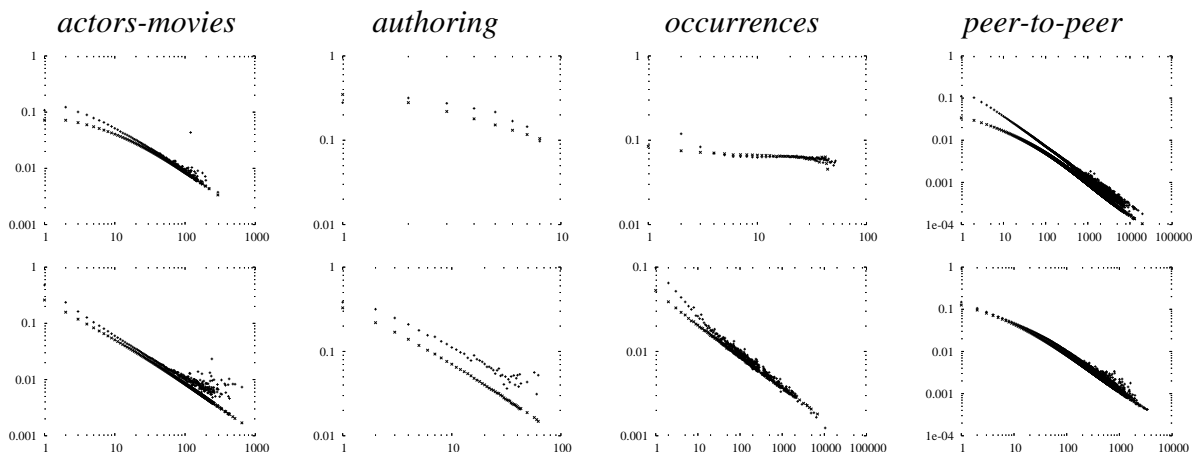 actors-movies authoring occurrences peer-to-peer
1 1 1 1
0.1 0.1 0.1 0.1
0.01 0.01 0.01 0.01
0.001
0.001 0.01 0.01 1e-04
1 10 100 1000 1 10 1 10 100 1 10 100 1000 10000 100000
1 1 0.1 1
0.1 0.1 0.01 0.1
0.01 0.01
0.001
0.001 0.01 0.001 1e-04
1 10 100 1000 1 10 100 1 10 100 1000 10000 100000 1 10 100 1000 10000